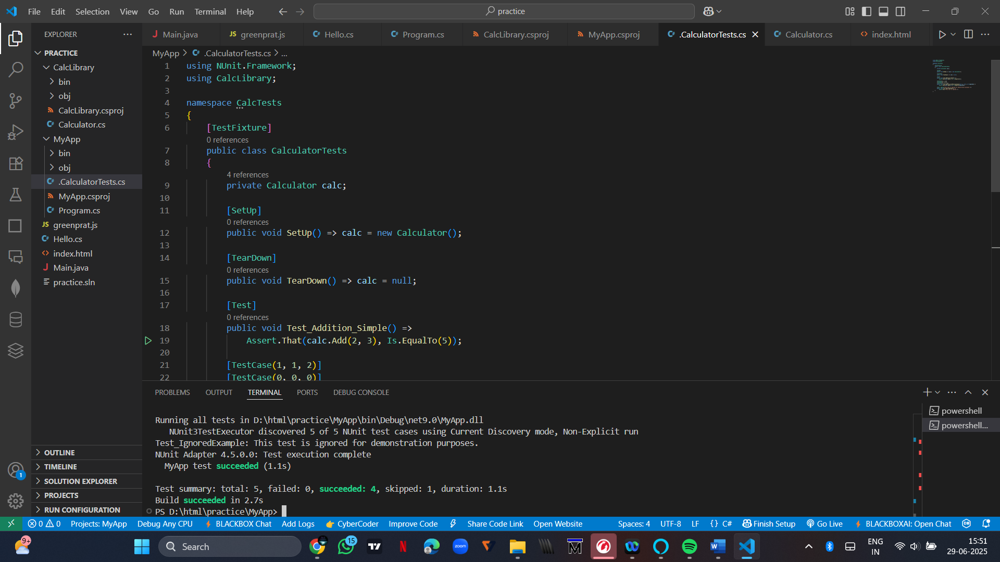 File Edit Selection View Go Run Terminal Help
practice
EXPLORER
Main.java
JS greenprat.js
C# Hello.cs
C# Program.cs
CalcLibrary.csproj
MyApp.csproj
C# .CalculatorTests.cs
C# Calculator.cs
index.html
MyApp > C# .CalculatorTests.cs > ...
PRACTICE
CalcLibrary
bin
obj
CalcLibrary.csproj
C# Calculator.cs
MyApp
bin
obj
C# .CalculatorTests.cs
MyApp.csproj
C# Program.cs
JS greenprat.js
C# Hello.cs
index.html
J Main.java
practice.sln
OUTLINE
TIMELINE
SOLUTION EXPLORER
PROJECTS
RUN CONFIGURATION
1 using NUnit.Framework;
2 using CalcLibrary;
3
4 namespace CalcTests
5 {
6 [TestFixture]
0 references
7 public class CalculatorTests
8 {
4 references
9 private Calculator calc;
10
11 [SetUp]
0 references
12 public void SetUp() => calc = new Calculator();
13
14 [TearDown]
0 references
15 public void TearDown() => calc = null;
16
17 [Test]
0 references
18 public void Test_Addition_Simple() =>
19 Assert.That(calc.Add(2, 3), Is.EqualTo(5));
20
21 [TestCase(1, 1, 2)]
22 [TestCase(0, 0, 0)]
PROBLEMS OUTPUT TERMINAL PORTS DEBUG CONSOLE
powershell
powershell...
Running all tests in D:\html\practice\MyApp\bin\Debug\net9.0\MyApp.dll
NUnit3TestExecutor discovered 5 of 5 NUnit test cases using Current Discovery mode, Non-Explicit run
Test_IgnoredExample: This test is ignored for demonstration purposes.
NUnit Adapter 4.5.0.0: Test execution complete
MyApp test succeeded (1.1s)
Test summary: total: 5, failed: 0, succeeded: 4, skipped: 1, duration: 1.1s
Build succeeded in 2.7s
PS D:\html\practice\MyApp>
1
0 0 Projects: MyApp Debug Any CPU BLACKBOX Chat Add Logs CyberCoder Improve Code Share Code Link Open Website Spaces: 4 UTF-8 LF {} C# Finish Setup Go Live BLACKBOXAI: Open Chat
9+
Search
15
zoom
ENG
IN
15:51
29-06-2025